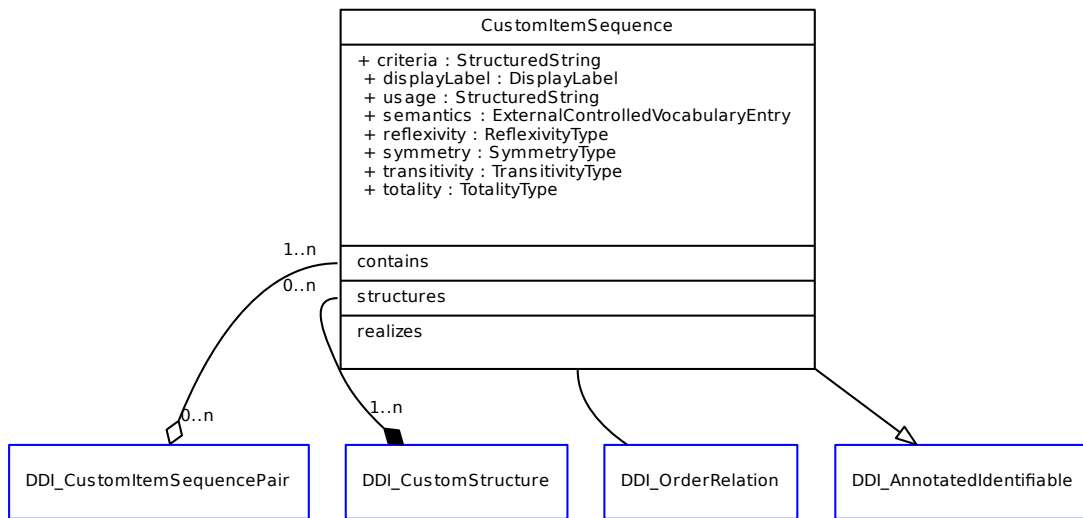 CustomItemSequence
+ criteria : StructuredString
+ displayLabel : DisplayLabel
+ usage : StructuredString
+ semantics : ExternalControlledVocabularyEntry
+ reflexivity : ReflexivityType
+ symmetry : SymmetryType
+ transitivity : TransitivityType
+ totality : TotalityType
1..n
contains
0..n
structures
realizes
0..n
1..n
DDI_CustomItemSequencePair
DDI_CustomStructure
DDI_OrderRelation
DDI_AnnotatedIdentifiable